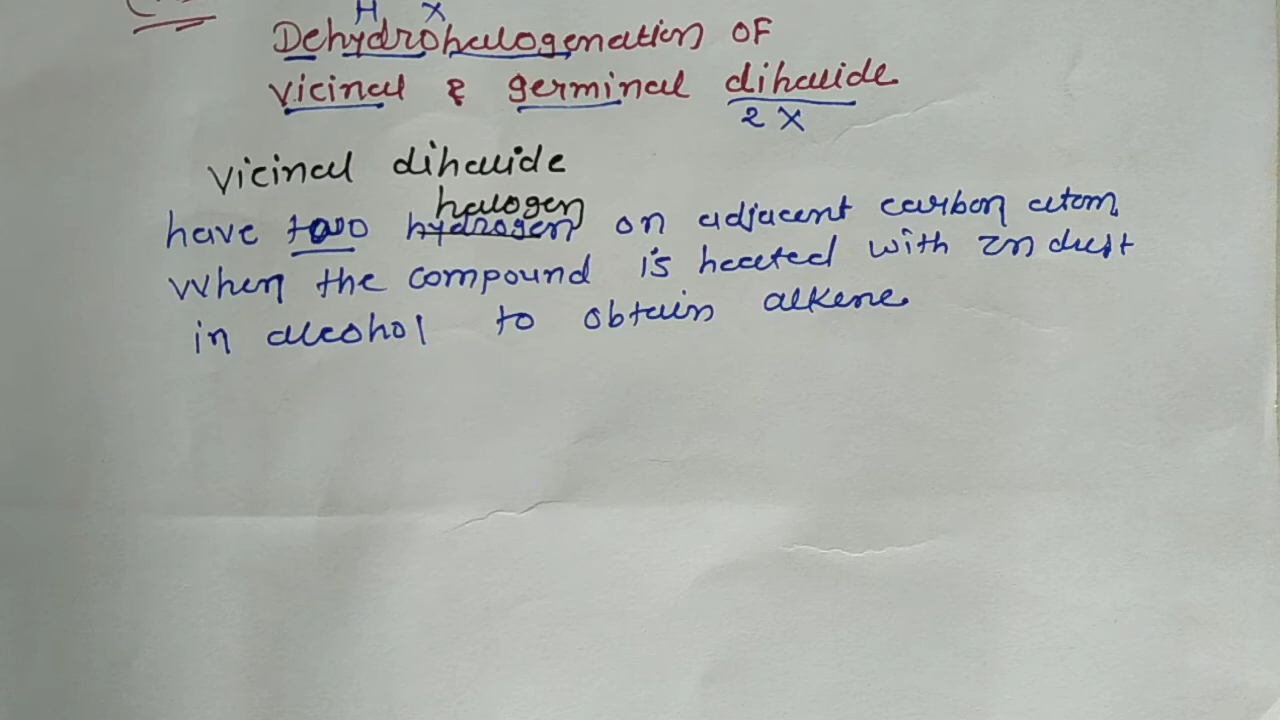 H X
Dehydrohalogenation OF
vicinal & germinal dihalide
2 X
vicinal dihalide
halogen
have two hydrogen on adjacent carbon atom
When the compound is heated with zn dust
in alcohol to obtain alkene.